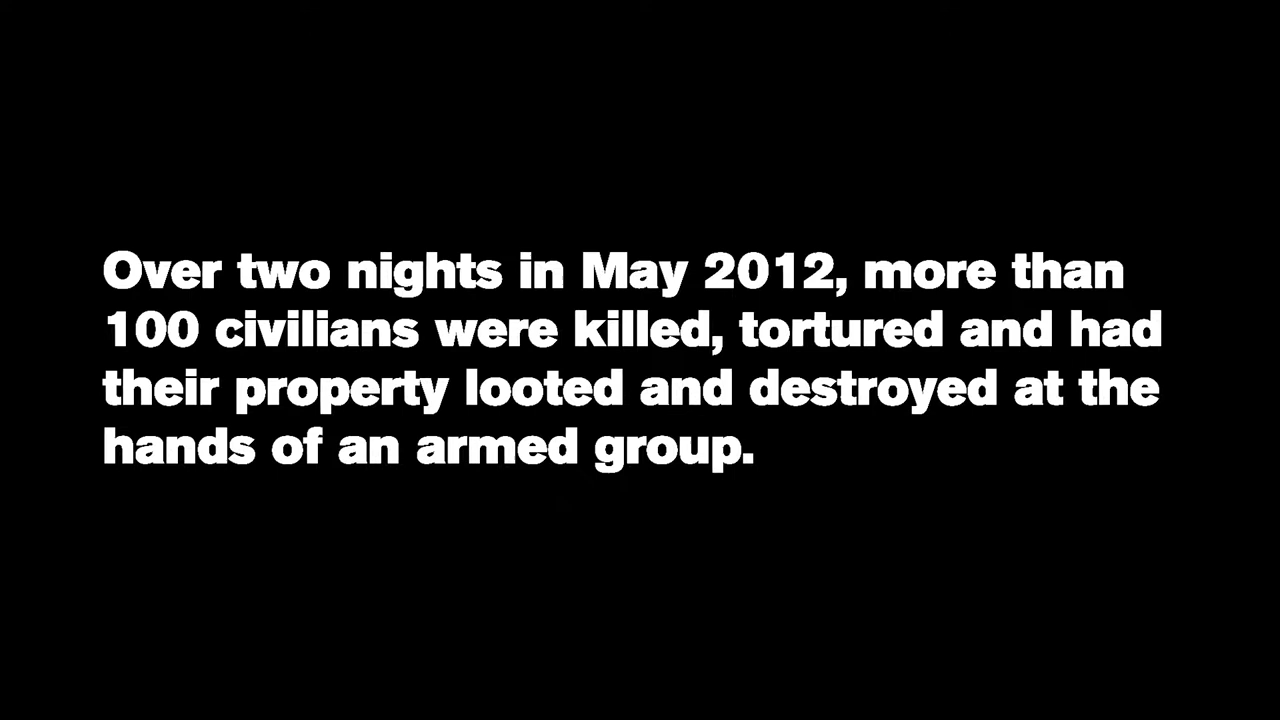 Over two nights in May 2012, more than
100 civilians were killed, tortured and had
their property looted and destroyed at the
hands of an armed group.